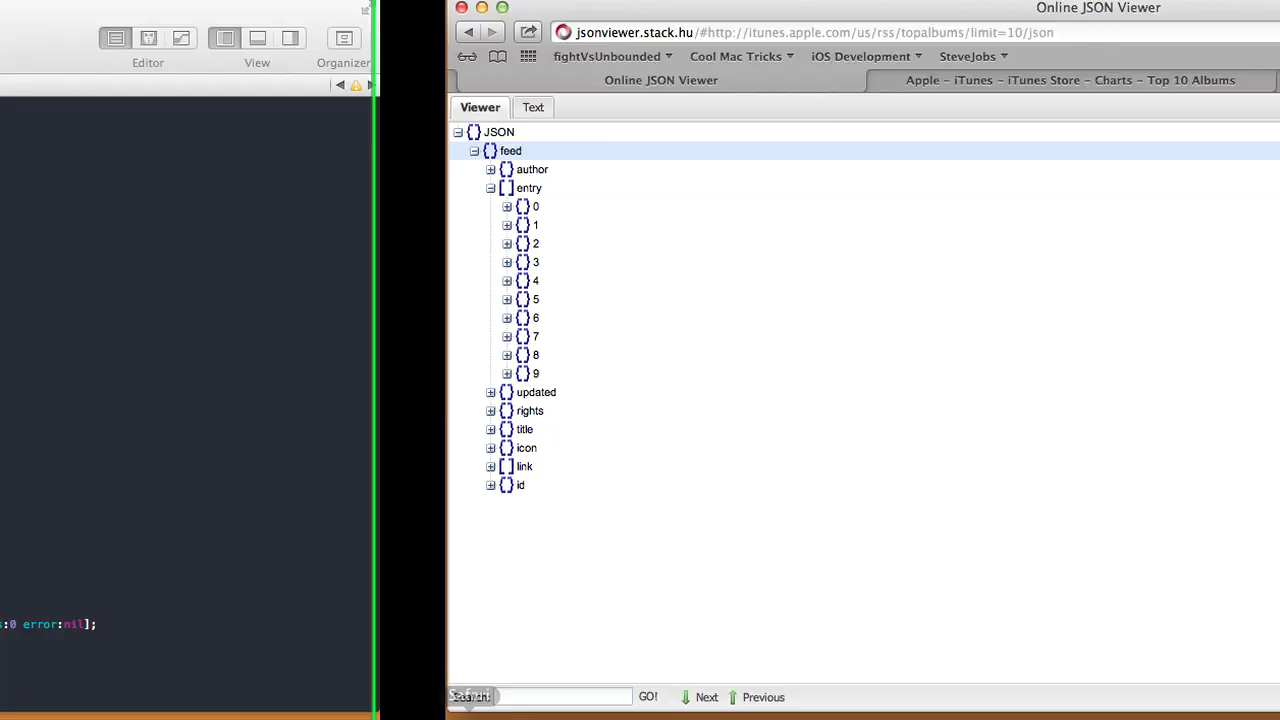 Editor
View
Organizer
s:0 error:nil];
Online JSON Viewer
jsonviewer.stack.hu/#http://itunes.apple.com/us/rss/topalbums/limit=10/json
fightVsUnbounded Cool Mac Tricks iOS Development SteveJobs
Online JSON Viewer
Apple – iTunes – iTunes Store – Charts – Top 10 Albums
Viewer Text
JSON
feed
author
entry
0
1
2
3
4
5
6
7
8
9
updated
rights
title
icon
link
id
GO! Next Previous